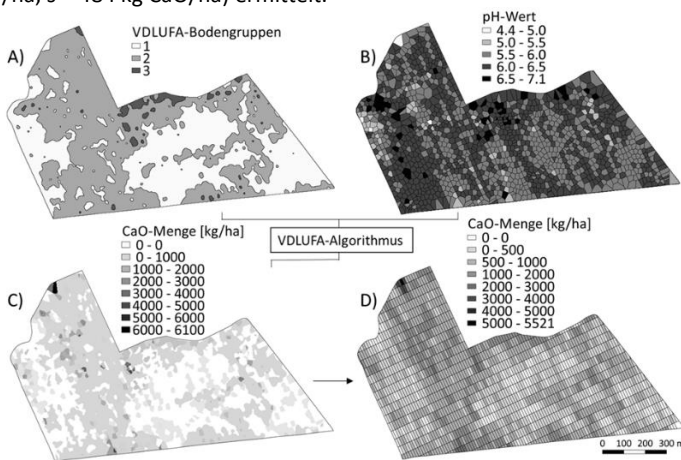 CaO/ha) ermittelt.
A)
VDLUFA-Bodengruppen
1
2
3
B)
pH-Wert
4.4 - 5.0
5.0 - 5.5
5.5 - 6.0
6.0 - 6.5
6.5 - 7.1
VDLUFA-Algorithmus
C)
CaO-Menge [kg/ha]
0 - 0
0 - 1000
1000 - 2000
2000 - 3000
3000 - 4000
4000 - 5000
5000 - 6000
6000 - 6100
D)
CaO-Menge [kg/ha]
0 - 0
0 - 500
500 - 1000
1000 - 2000
2000 - 3000
3000 - 4000
4000 - 5000
5000 - 5521
0 100 200 300 m